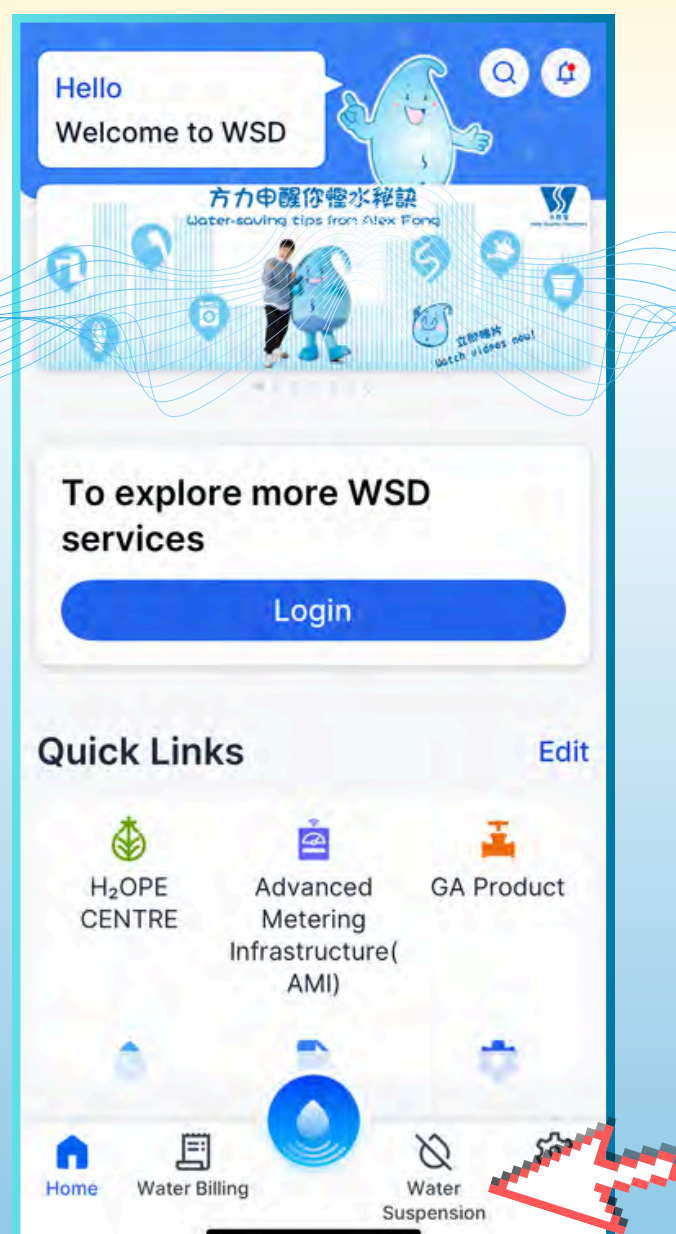 Hello
Welcome to WSD
方力申醒你慳水秘訣
Water-saving tips from Alex Fong
立即睇片
Watch videos now!
To explore more WSD
services
Login
Quick Links
Edit
H₂OPE
CENTRE
Advanced
Metering
Infrastructure(
AMI)
GA Product
Home
Water Billing
Water
Suspension